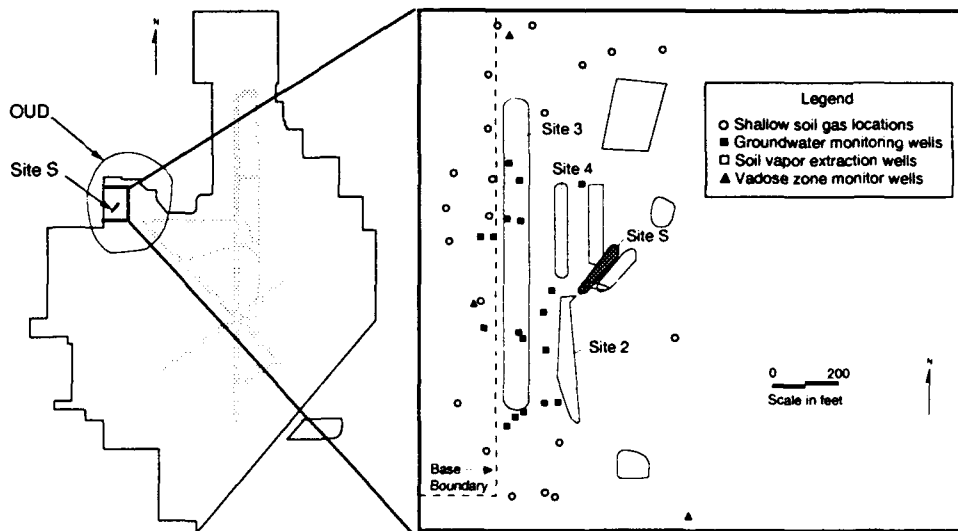 N
OUD
Site S
Site 3
Site 4
Site S
Site 2
Base
Boundary
Legend
Shallow soil gas locations
Groundwater monitoring wells
Soil vapor extraction wells
Vadose zone monitor wells
0 200
Scale in feet
N